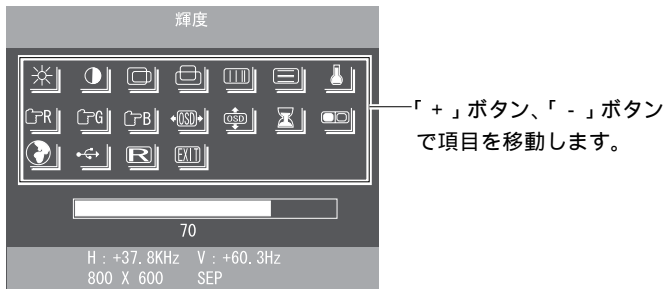 輝度
R G B OSD OSD
R EXIT
70
H : +37.8KHz V : +60.3Hz
800 X 600 SEP
「 + 」ボタン、「 - 」ボタン
で項目を移動します。